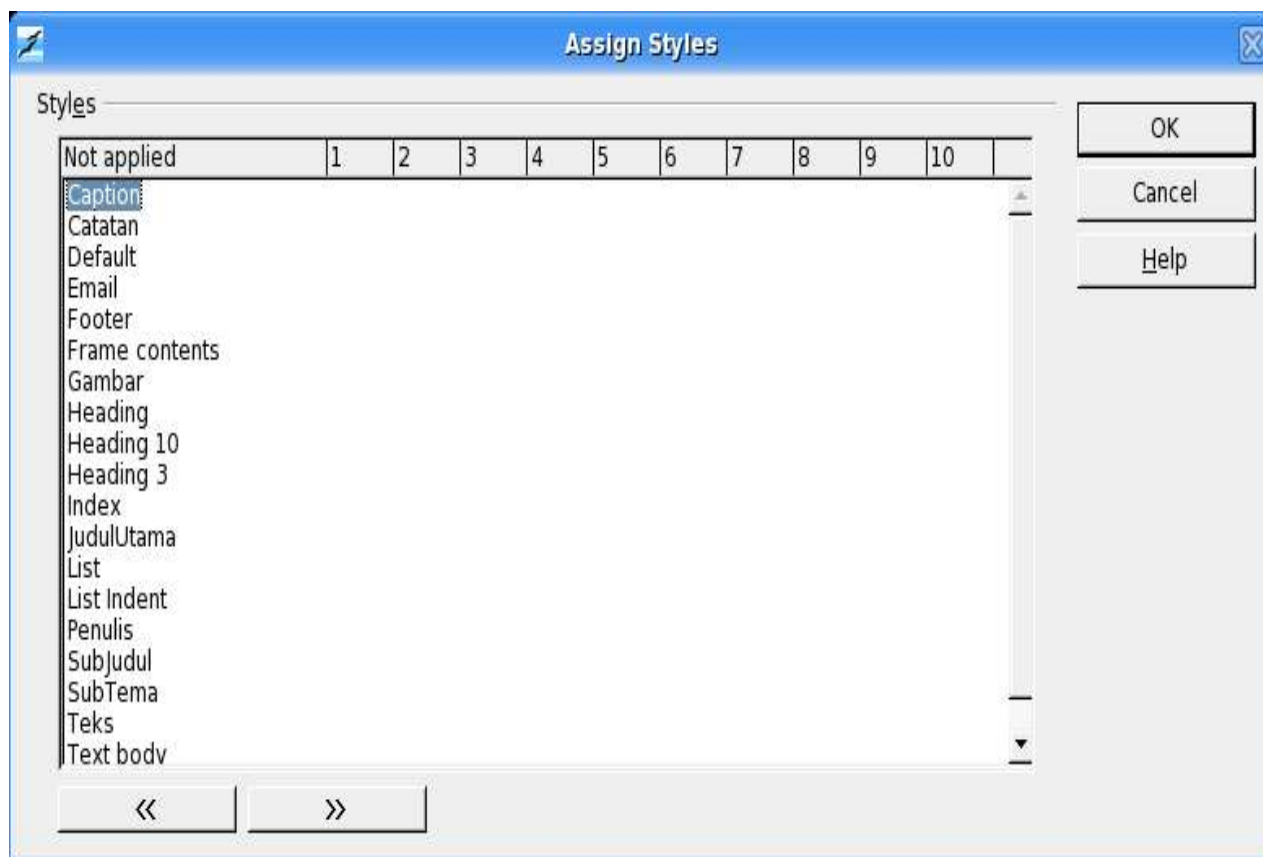 Assign Styles
Styles
OK
Not applied 1 2 3 4 5 6 7 8 9 10
Caption
Cancel
Catatan
Default
Help
Email
Footer
Frame contents
Gambar
Heading
Heading 10
Heading 3
Index
JudulUtama
List
List Indent
Penulis
SubJudul
SubTema
Teks
Text body
« »